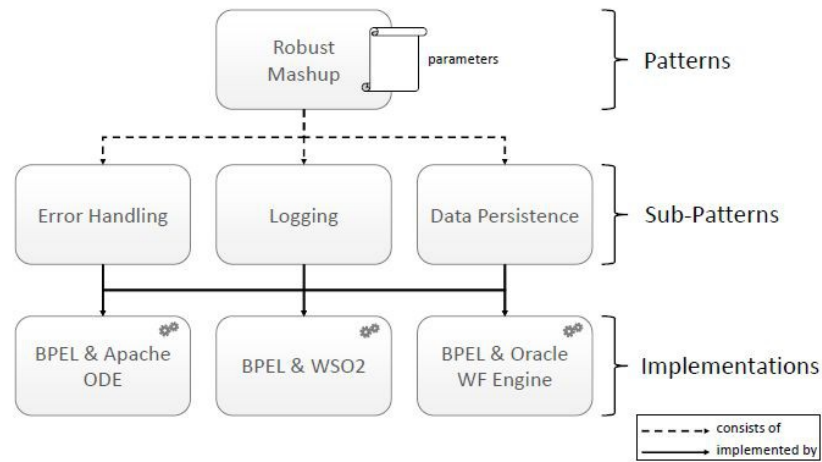 Robust
Mashup
parameters
Patterns
Error Handling
Logging
Data Persistence
Sub-Patterns
BPEL & Apache
ODE
BPEL & WSO2
BPEL & Oracle
WF Engine
Implementations
consists of
implemented by